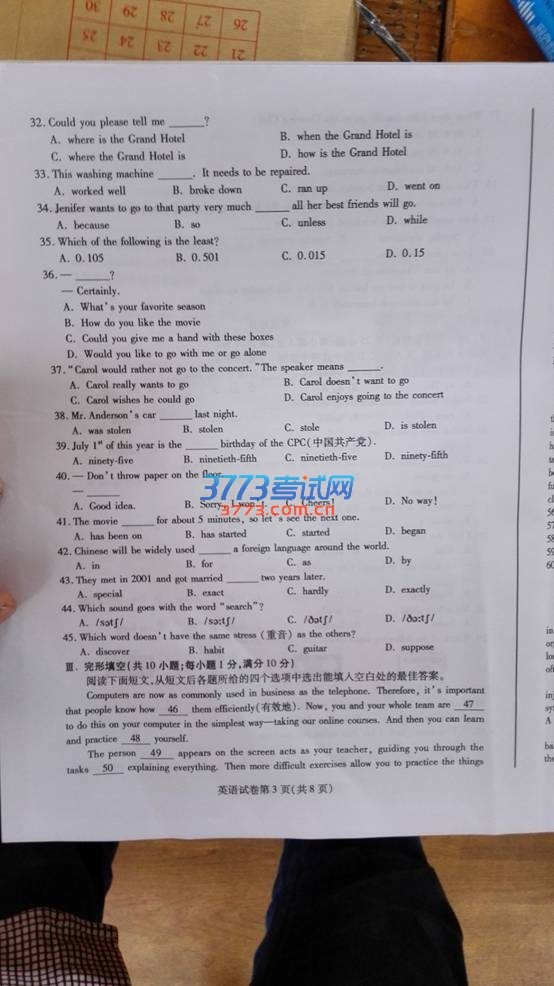 26 27 28 29 30
21 22 23 24 25
32. Could you please tell me ______?
A. where is the Grand Hotel B. when the Grand Hotel is
C. where the Grand Hotel is D. how is the Grand Hotel
33. This washing machine ______. It needs to be repaired.
A. worked well B. broke down C. ran up D. went on
34. Jenifer wants to go to that party very much ______ all her best friends will go.
A. because B. so C. unless D. while
35. Which of the following is the least?
A. 0.105 B. 0.501 C. 0.015 D. 0.15
36. — ______?
— Certainly.
A. What's your favorite season
B. How do you like the movie
C. Could you give me a hand with these boxes
D. Would you like to go with me or go alone
37. "Carol would rather not go to the concert. "The speaker means ______.
A. Carol really wants to go B. Carol doesn't want to go
C. Carol wishes he could go D. Carol enjoys going to the concert
38. Mr. Anderson's car ______ last night.
A. was stolen B. stolen C. stole D. is stolen
39. July 1st of this year is the ______ birthday of the CPC(中国共产党).
A. ninety-five B. ninetieth-fifth C. ninetieth-five D. ninety-fifth
40. — Don't throw paper on the floor.
— ______
A. Good idea. B. Sorry, I won't. C. Cheers! D. No way!
3773考试网
3773.com.cn
41. The movie ______ for about 5 minutes, so let's see the next one.
A. has been on B. has started C. started D. began
42. Chinese will be widely used ______ a foreign language around the world.
A. in B. for C. as D. by
43. They met in 2001 and got married ______ two years later.
A. special B. exact C. hardly D. exactly
44. Which sound goes with the word "search"?
A. /sətʃ/ B. /sə:tʃ/ C. /ðətʃ/ D. /ðə:tʃ/
45. Which word doesn't have the same stress (重音) as the others?
A. discover B. habit C. guitar D. suppose
Ⅲ. 完形填空(共10小题;每小题1分,满分10分)
阅读下面短文,从短文后各题所给的四个选项中选出能填入空白处的最佳答案。
Computers are now as commonly used in business as the telephone. Therefore, it's important
that people know how 46 them efficiently(有效地). Now, you and your whole team are 47
to do this on your computer in the simplest way—taking our online courses. And then you can learn
and practice 48 yourself.
The person 49 appears on the screen acts as your teacher, guiding you through the
tasks 50 explaining everything. Then more difficult exercises allow you to practice the things
英语试卷第3页(共8页)